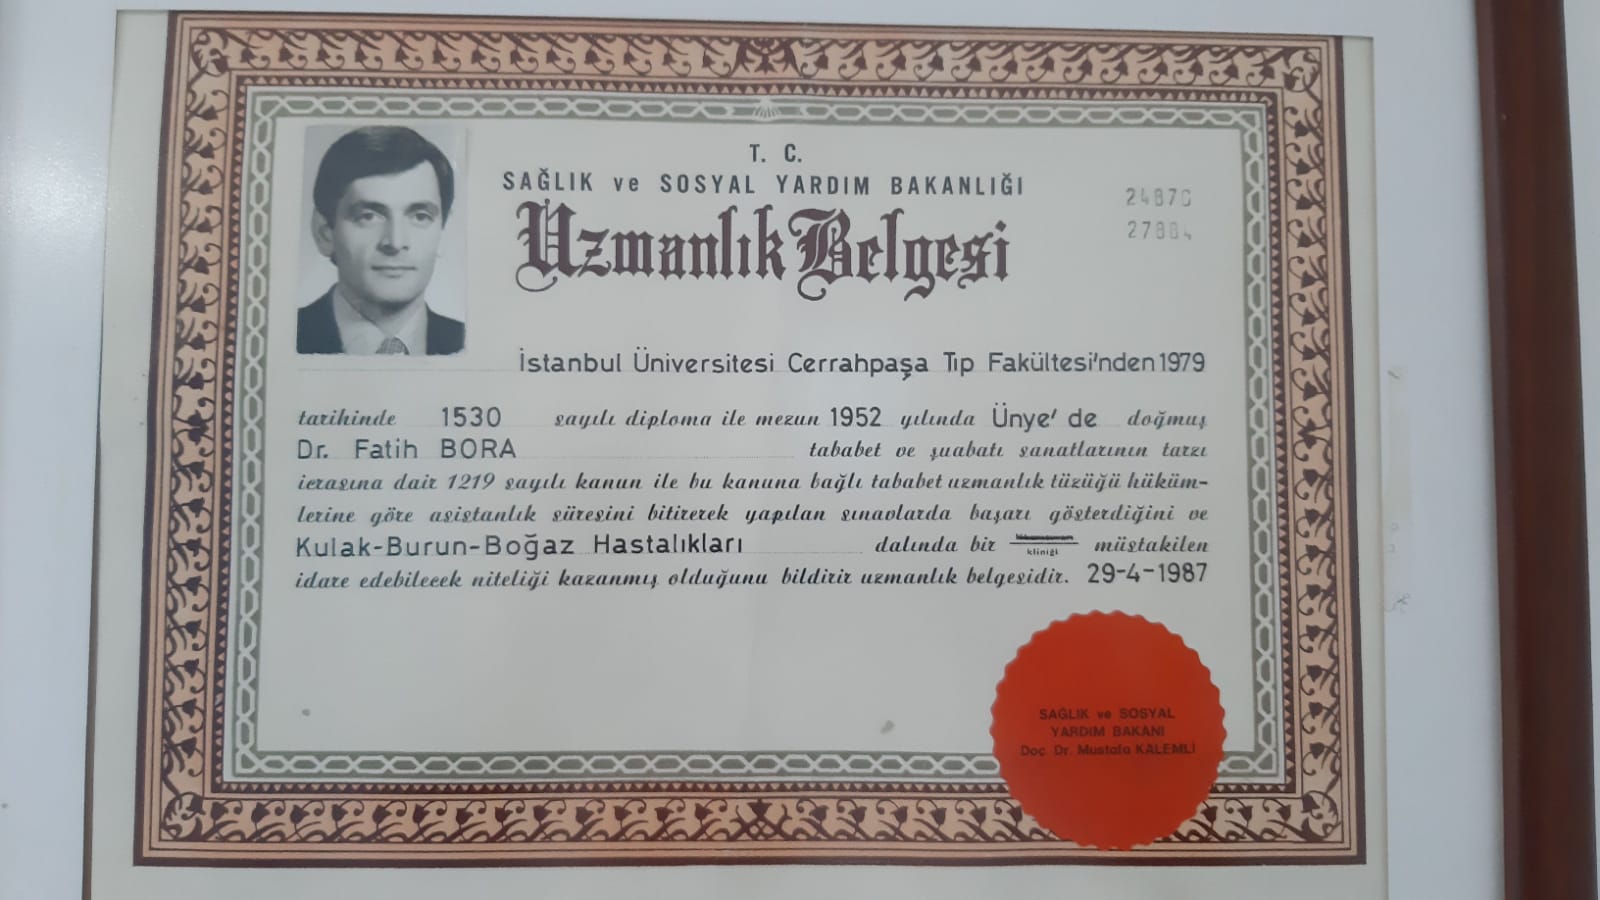 T. C.
SAĞLIK ve SOSYAL YARDIM BAKANLIĞI
Uzmanlık Belgesi
24876
27884
İstanbul Üniversitesi Cerrahpaşa Tıp Fakültesi'nden 1979
tarihinde 1530 sayılı diploma ile mezun 1952 yılında Ünye' de doğmuş
Dr. Fatih BORA tababet ve şuabatı sanatlarının tarzı
icrasına dair 1219 sayılı kanun ile bu kanuna bağlı tababet uzmanlık tüzüğü hüküm-
lerine göre asistanlık süresini bitirerek yapılan sınavlarda başarı gösterdiğini ve
Kulak-Burun-Boğaz Hastalıkları dalında bir kliniği müstakilen
idare edebilecek niteliği kazanmış olduğunu bildirir uzmanlık belgesidir. 29-4-1987
SAĞLIK ve SOSYAL
YARDIM BAKANI
Doç. Dr. Mustafa KALEMLİ